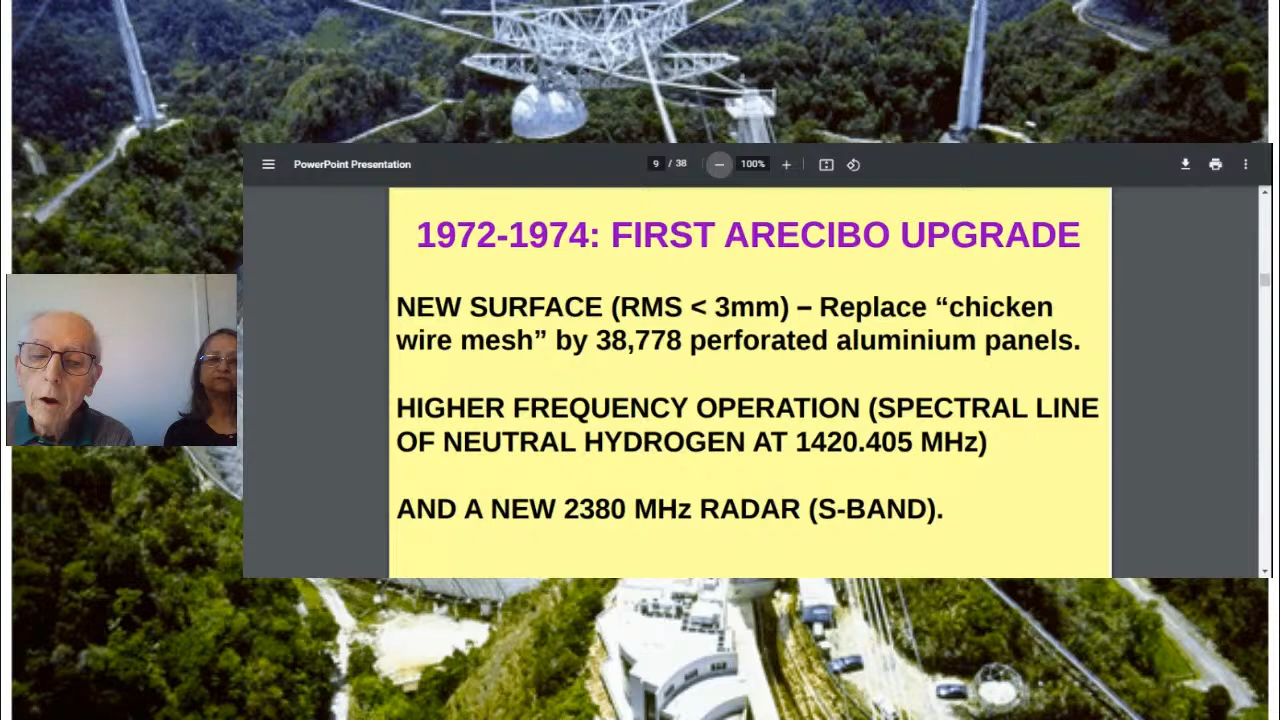 PowerPoint Presentation
9 / 38
100%
1972-1974: FIRST ARECIBO UPGRADE
NEW SURFACE (RMS < 3mm) – Replace “chicken
wire mesh” by 38,778 perforated aluminium panels.
HIGHER FREQUENCY OPERATION (SPECTRAL LINE
OF NEUTRAL HYDROGEN AT 1420.405 MHz)
AND A NEW 2380 MHz RADAR (S-BAND).